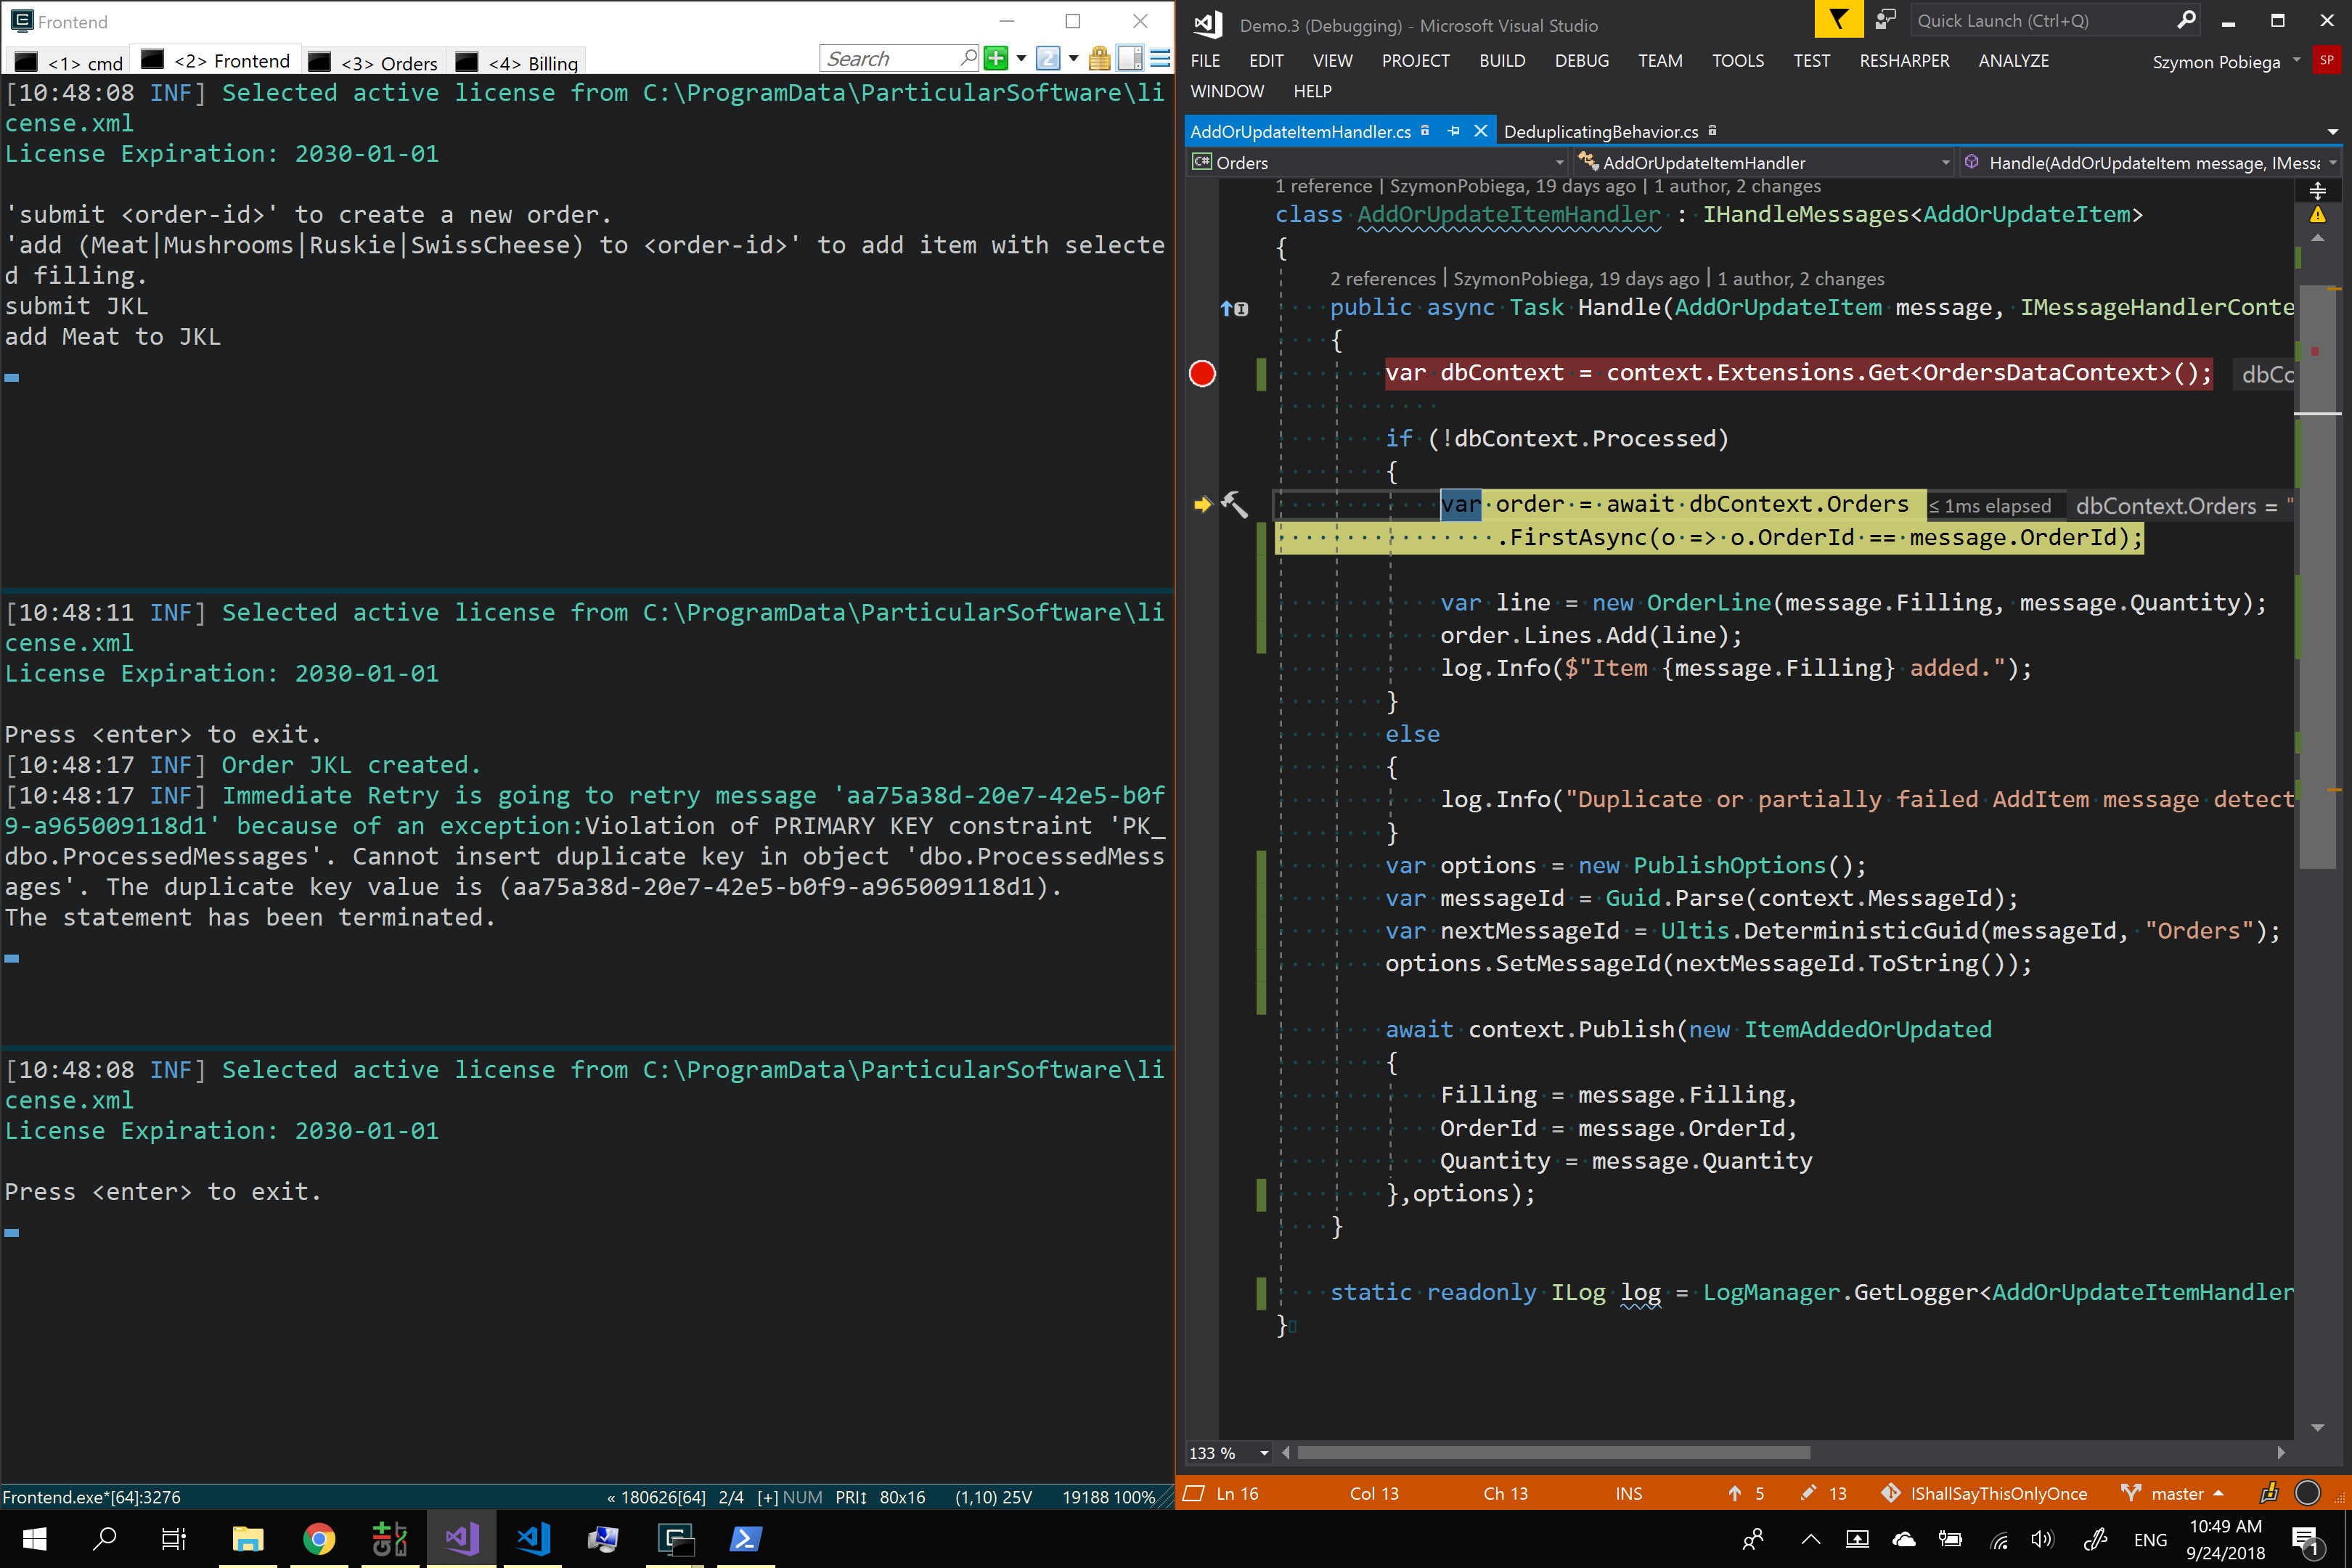 Frontend
<1> cmd
<2> Frontend
<3> Orders
<4> Billing
Search
[10:48:08 INF] Selected active license from C:\ProgramData\ParticularSoftware\li
cense.xml
License Expiration: 2030-01-01
'submit <order-id>' to create a new order.
'add (Meat|Mushrooms|Ruskie|SwissCheese) to <order-id>' to add item with selecte
d filling.
submit JKL
add Meat to JKL
[10:48:11 INF] Selected active license from C:\ProgramData\ParticularSoftware\li
cense.xml
License Expiration: 2030-01-01
Press <enter> to exit.
[10:48:17 INF] Order JKL created.
[10:48:17 INF] Immediate Retry is going to retry message 'aa75a38d-20e7-42e5-b0f
9-a965009118d1' because of an exception:Violation of PRIMARY KEY constraint 'PK_
dbo.ProcessedMessages'. Cannot insert duplicate key in object 'dbo.ProcessedMess
ages'. The duplicate key value is (aa75a38d-20e7-42e5-b0f9-a965009118d1).
The statement has been terminated.
[10:48:08 INF] Selected active license from C:\ProgramData\ParticularSoftware\li
cense.xml
License Expiration: 2030-01-01
Press <enter> to exit.
Frontend.exe*[64]:3276 « 180626[64] 2/4 [+] NUM PRI↕ 80x16 (1,10) 25V 19188 100%
Demo.3 (Debugging) - Microsoft Visual Studio
Quick Launch (Ctrl+Q)
FILE EDIT VIEW PROJECT BUILD DEBUG TEAM TOOLS TEST RESHARPER ANALYZE
Szymon Pobiega SP
WINDOW HELP
AddOrUpdateItemHandler.cs DeduplicatingBehavior.cs
C# Orders AddOrUpdateItemHandler Handle(AddOrUpdateItem message, IMessa
1 reference | SzymonPobiega, 19 days ago | 1 author, 2 changes
class AddOrUpdateItemHandler : IHandleMessages<AddOrUpdateItem>
{
2 references | SzymonPobiega, 19 days ago | 1 author, 2 changes
public async Task Handle(AddOrUpdateItem message, IMessageHandlerConte
{
var dbContext = context.Extensions.Get<OrdersDataContext>(); dbCo
if (!dbContext.Processed)
{
var order = await dbContext.Orders ≤ 1ms elapsed dbContext.Orders = "
.FirstAsync(o => o.OrderId == message.OrderId);
var line = new OrderLine(message.Filling, message.Quantity);
order.Lines.Add(line);
log.Info($"Item {message.Filling} added.");
}
else
{
log.Info("Duplicate or partially failed AddItem message detect
}
var options = new PublishOptions();
var messageId = Guid.Parse(context.MessageId);
var nextMessageId = Ultis.DeterministicGuid(messageId, "Orders");
options.SetMessageId(nextMessageId.ToString());
await context.Publish(new ItemAddedOrUpdated
{
Filling = message.Filling,
OrderId = message.OrderId,
Quantity = message.Quantity
},options);
}
static readonly ILog log = LogManager.GetLogger<AddOrUpdateItemHandler
}
133 %
Ln 16 Col 13 Ch 13 INS 5 13 IShallSayThisOnlyOnce master
ENG
10:49 AM
9/24/2018
1